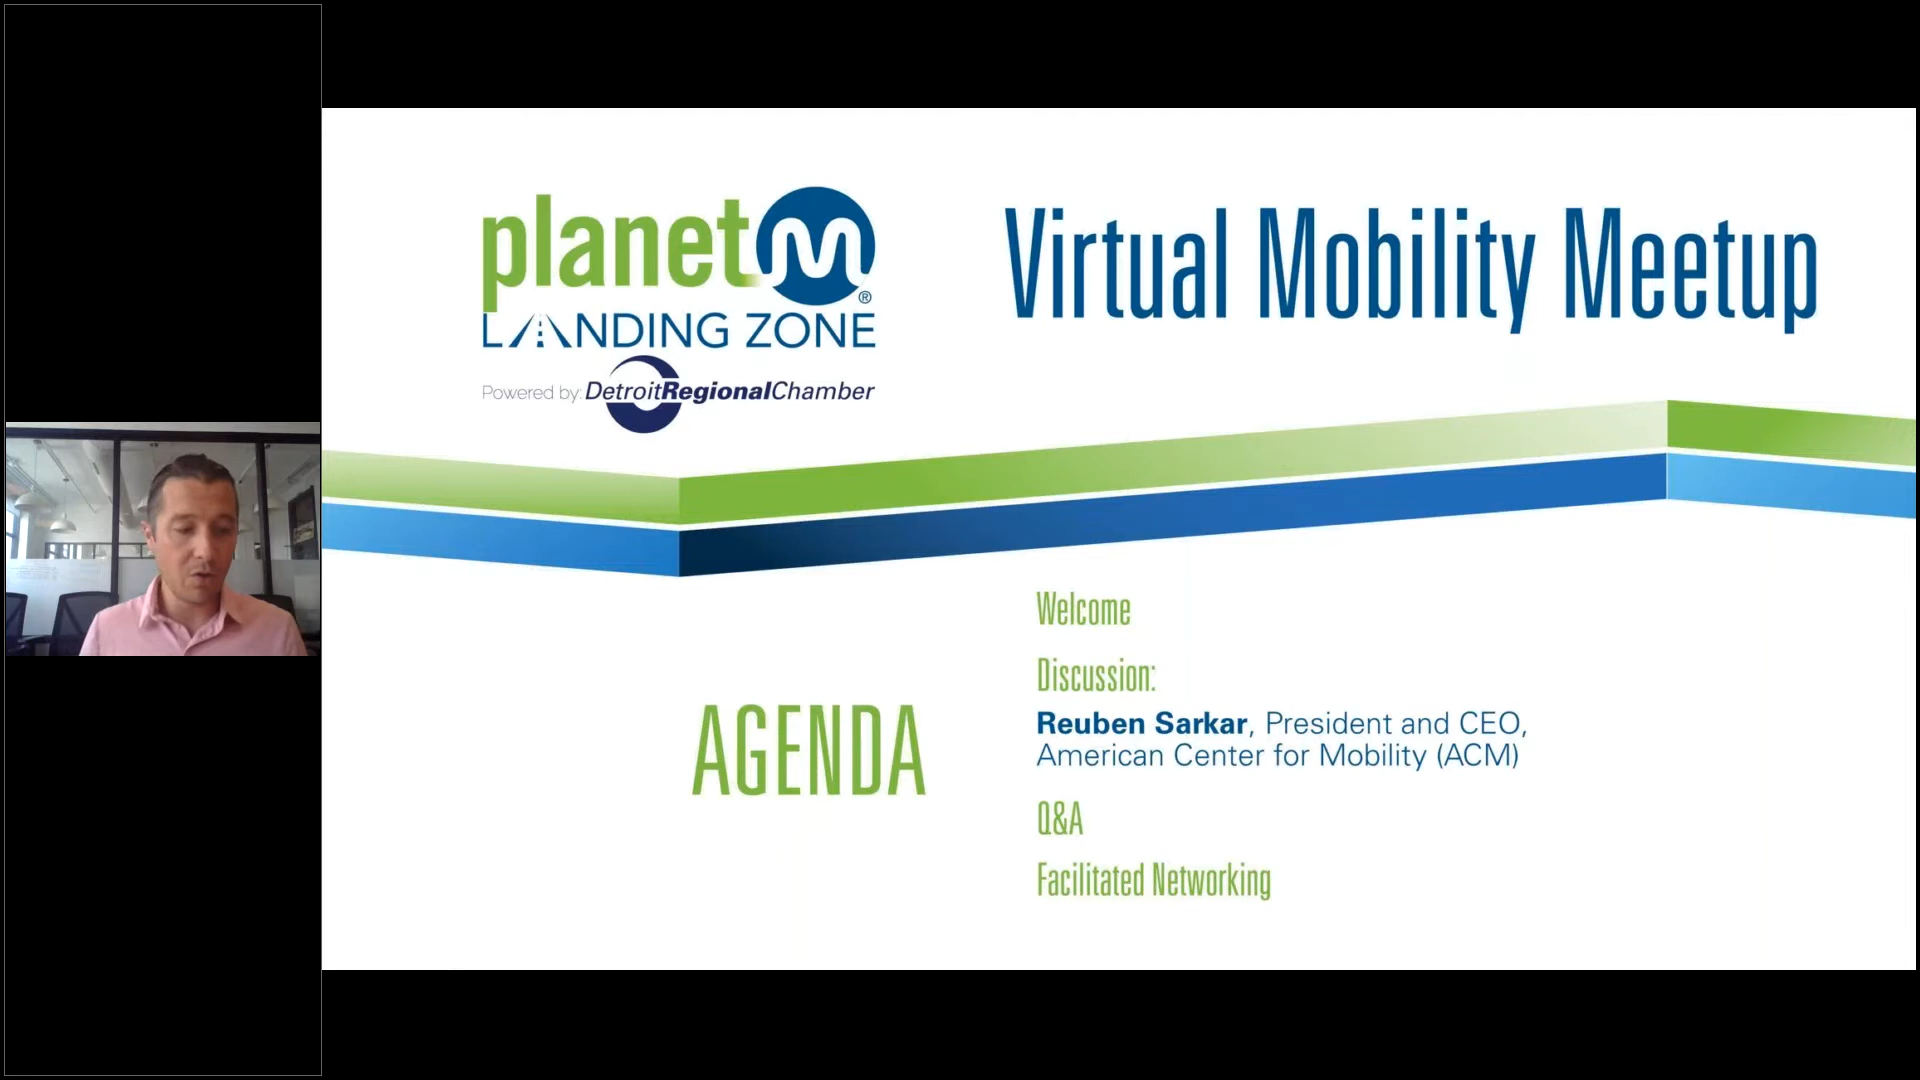 planetM®
LANDING ZONE
Powered by: DetroitRegionalChamber
Virtual Mobility Meetup
AGENDA
Welcome
Discussion:
Reuben Sarkar, President and CEO,
American Center for Mobility (ACM)
Q&A
Facilitated Networking